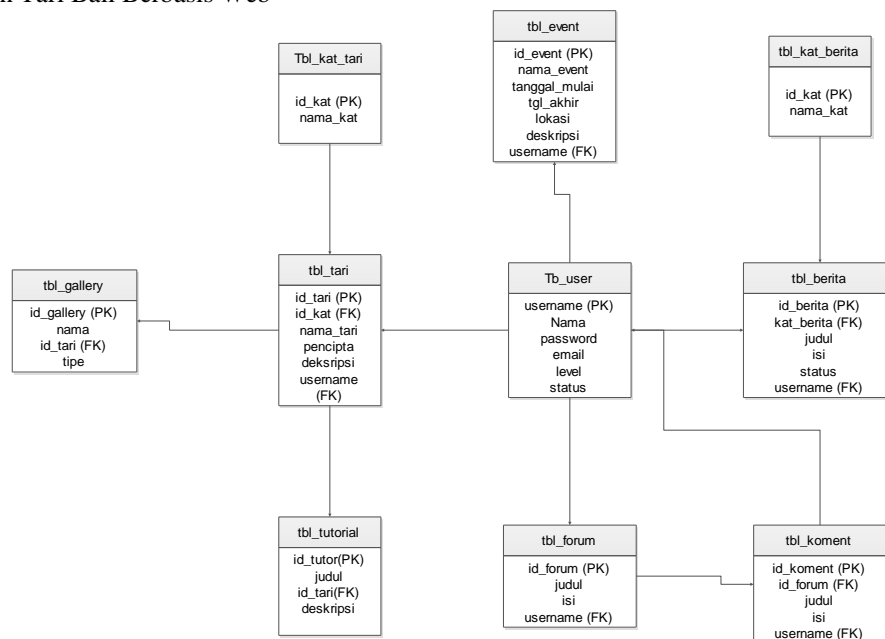 n Tari Bali Berbasis Web
tbl_event
id_event (PK)
nama_event
tanggal_mulai
tgl_akhir
lokasi
deskripsi
username (FK)
Tbl_kat_tari
id_kat (PK)
nama_kat
tbl_kat_berita
id_kat (PK)
nama_kat
tbl_gallery
id_gallery (PK)
nama
id_tari (FK)
tipe
tbl_tari
id_tari (PK)
id_kat (FK)
nama_tari
pencipta
deksripsi
username
(FK)
Tb_user
username (PK)
Nama
password
email
level
status
tbl_berita
id_berita (PK)
kat_berita (FK)
judul
isi
status
username (FK)
tbl_tutorial
id_tutor(PK)
judul
id_tari(FK)
deskripsi
tbl_forum
id_forum (PK)
judul
isi
username (FK)
tbl_koment
id_koment (PK)
id_forum (FK)
judul
isi
username (FK)